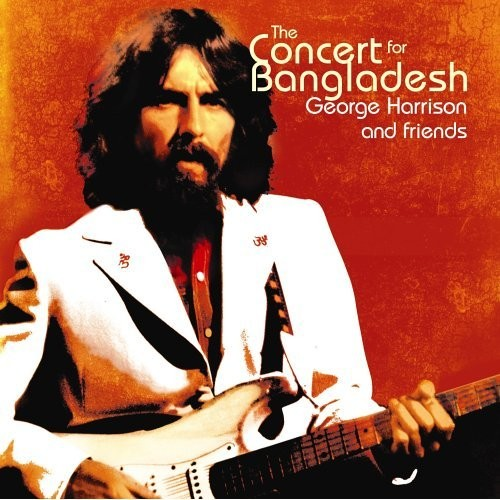 The
Concert for
Bangladesh
George Harrison
and friends